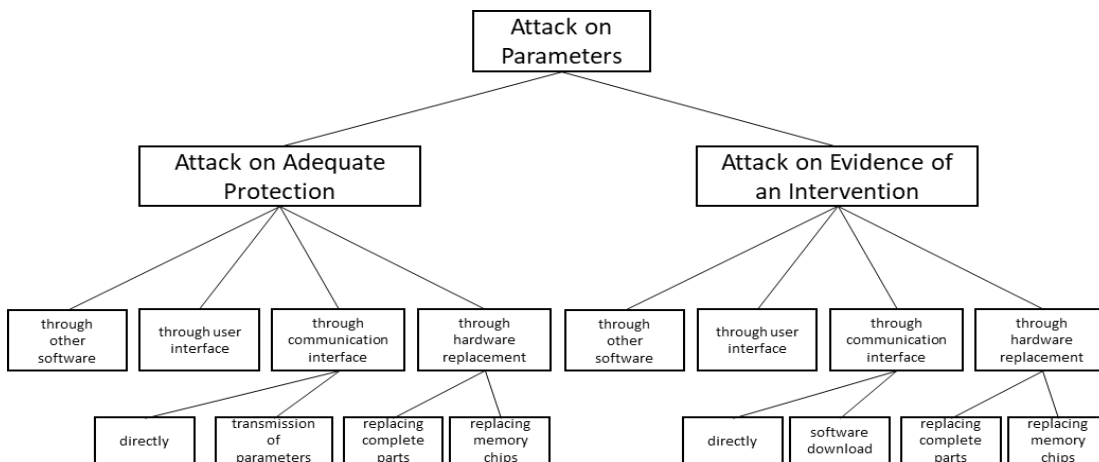 Attack on
Parameters
Attack on Adequate
Protection
Attack on Evidence of
an Intervention
through
other
software
through user
interface
through
communication
interface
through
hardware
replacement
through
other
software
through user
interface
through
communication
interface
through
hardware
replacement
directly
transmission
of
parameters
replacing
complete
parts
replacing
memory
chips
directly
software
download
replacing
complete
parts
replacing
memory
chips